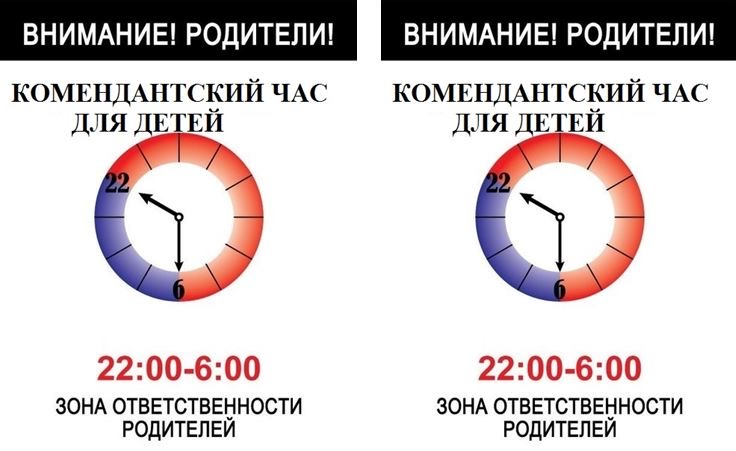 ВНИМАНИЕ! РОДИТЕЛИ!
КОМЕНДАНТСКИЙ ЧАС
ДЛЯ ДЕТЕЙ
22
6
22:00-6:00
ЗОНА ОТВЕТСТВЕННОСТИ
РОДИТЕЛЕЙ
ВНИМАНИЕ! РОДИТЕЛИ!
КОМЕНДАНТСКИЙ ЧАС
ДЛЯ ДЕТЕЙ
22
6
22:00-6:00
ЗОНА ОТВЕТСТВЕННОСТИ
РОДИТЕЛЕЙ